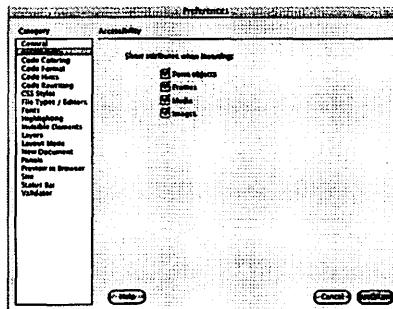 Preferences
Category
Accessibility
General
Accessibility
Code Coloring
Code Format
Code Hints
Code Rewriting
CSS Styles
File Types / Editors
Fonts
Highlighting
Invisible Elements
Layers
Layout Mode
New Document
Panels
Preview in Browser
Site
Status Bar
Validator
Show attributes when inserting:
Form objects
Frames
Media
Images
Help
Cancel